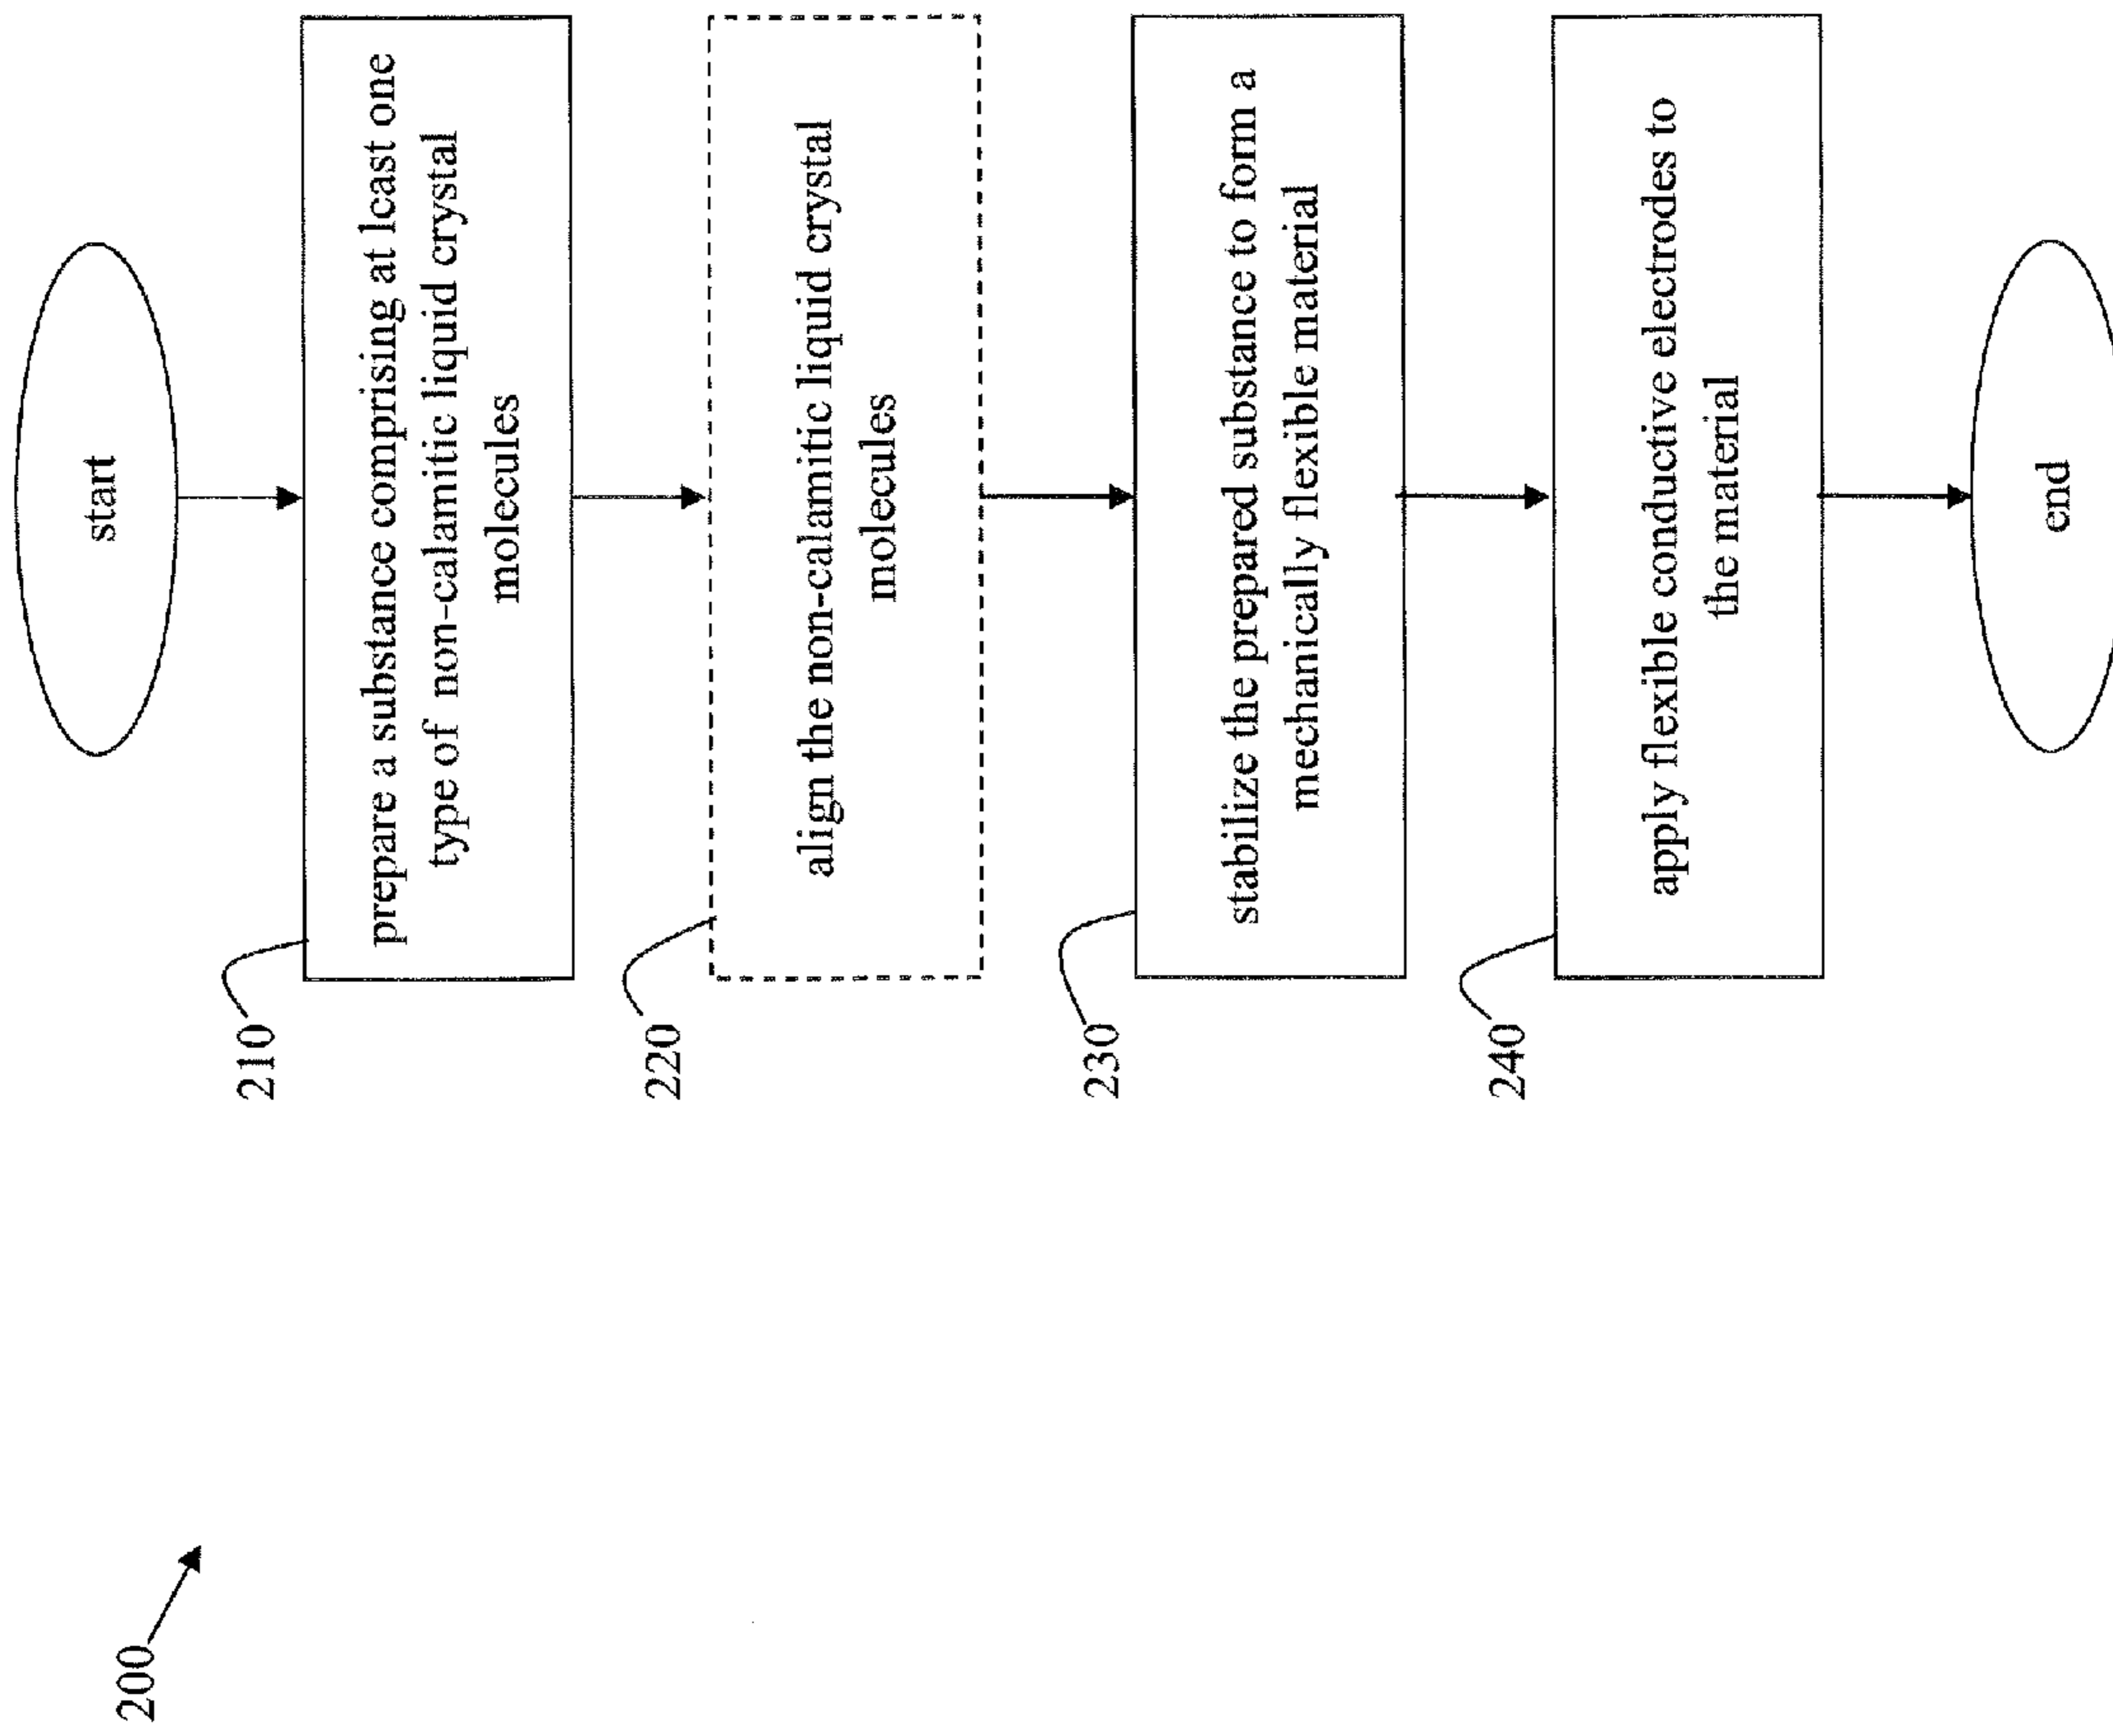 200
start
210
prepare a substance comprising at least one
type of non-calamitic liquid crystal
molecules
220
align the non-calamitic liquid crystal
molecules
230
stabilize the prepared substance to form a
mechanically flexible material
240
apply flexible conductive electrodes to
the material
end